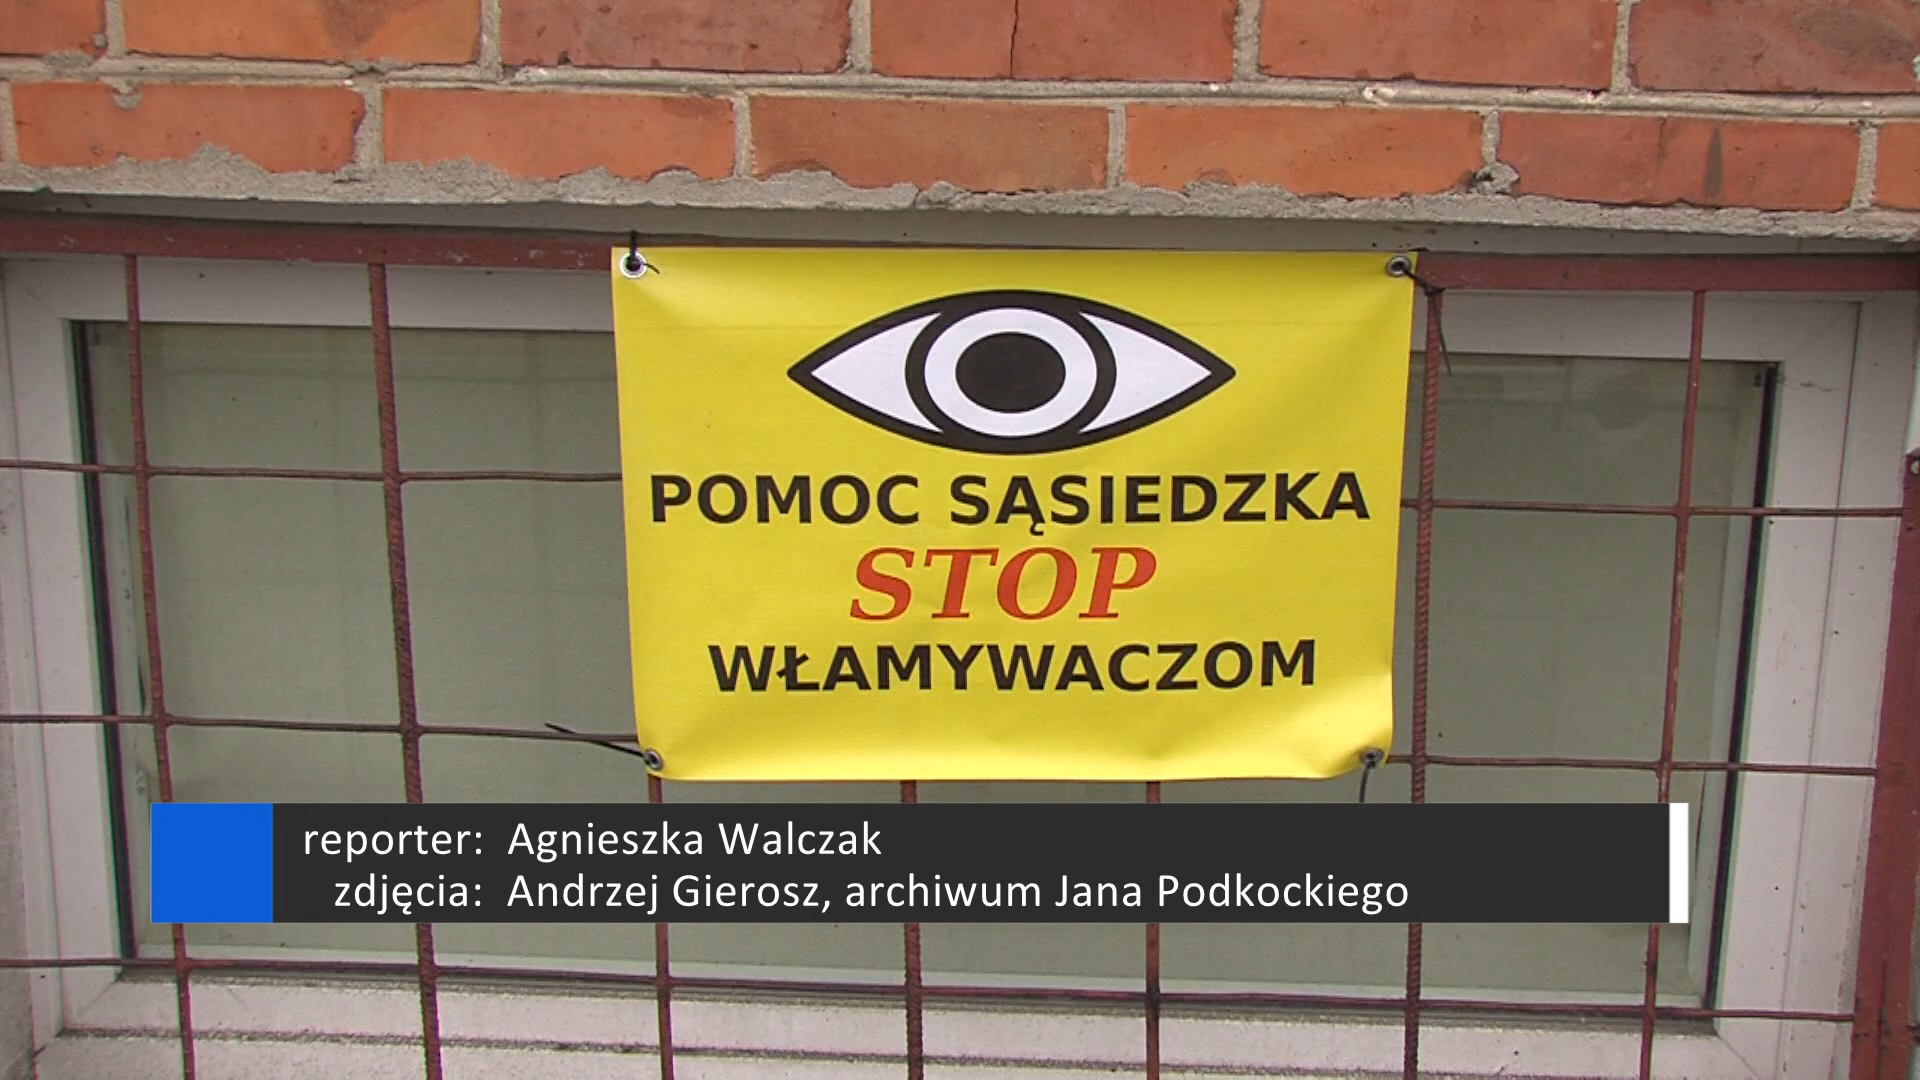 POMOC SĄSIEDZKA
STOP
WŁAMYWACZOM
reporter: Agnieszka Walczak
zdjęcia: Andrzej Gierosz, archiwum Jana Podkockiego